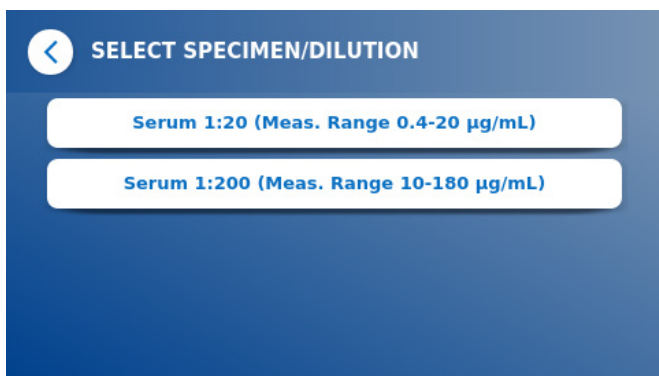 SELECT SPECIMEN/DILUTION
Serum 1:20 (Meas. Range 0.4-20 µg/mL)
Serum 1:200 (Meas. Range 10-180 µg/mL)